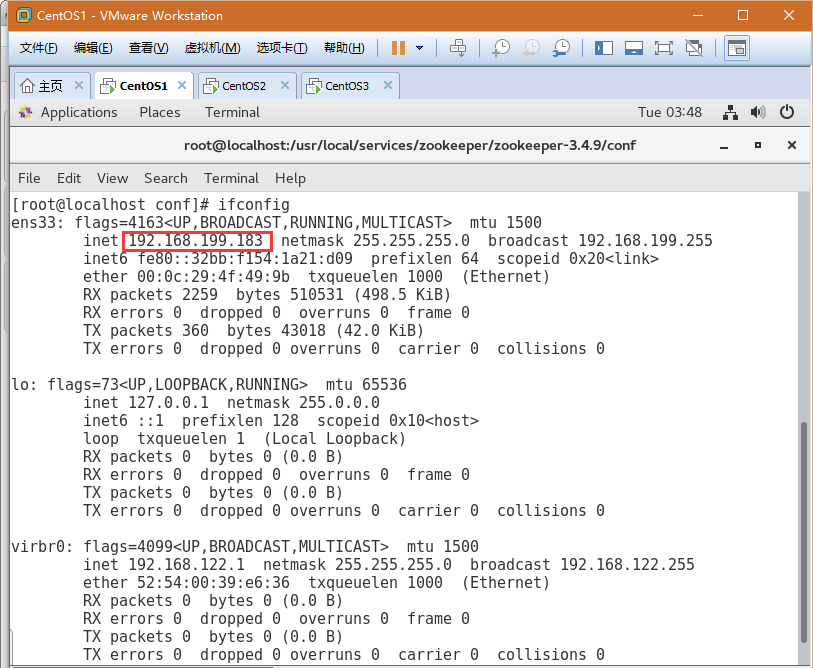 CentOS1 - VMware Workstation
文件(F) 编辑(E) 查看(V) 虚拟机(M) 选项卡(T) 帮助(H)
主页 CentOS1 CentOS2 CentOS3
Applications Places Terminal Tue 03:48
root@localhost:/usr/local/services/zookeeper/zookeeper-3.4.9/conf
File Edit View Search Terminal Help
[root@localhost conf]# ifconfig
ens33: flags=4163<UP,BROADCAST,RUNNING,MULTICAST>  mtu 1500
        inet 192.168.199.183  netmask 255.255.255.0  broadcast 192.168.199.255
        inet6 fe80::32bb:f154:1a21:d09  prefixlen 64  scopeid 0x20<link>
        ether 00:0c:29:4f:49:9b  txqueuelen 1000  (Ethernet)
        RX packets 2259  bytes 510531 (498.5 KiB)
        RX errors 0  dropped 0  overruns 0  frame 0
        TX packets 360  bytes 43018 (42.0 KiB)
        TX errors 0  dropped 0 overruns 0  carrier 0  collisions 0
lo: flags=73<UP,LOOPBACK,RUNNING>  mtu 65536
        inet 127.0.0.1  netmask 255.0.0.0
        inet6 ::1  prefixlen 128  scopeid 0x10<host>
        loop  txqueuelen 1  (Local Loopback)
        RX packets 0  bytes 0 (0.0 B)
        RX errors 0  dropped 0  overruns 0  frame 0
        TX packets 0  bytes 0 (0.0 B)
        TX errors 0  dropped 0 overruns 0  carrier 0  collisions 0
virbr0: flags=4099<UP,BROADCAST,MULTICAST>  mtu 1500
        inet 192.168.122.1  netmask 255.255.255.0  broadcast 192.168.122.255
        ether 52:54:00:39:e6:36  txqueuelen 1000  (Ethernet)
        RX packets 0  bytes 0 (0.0 B)
        RX errors 0  dropped 0  overruns 0  frame 0
        TX packets 0  bytes 0 (0.0 B)
        TX errors 0  dropped 0 overruns 0  carrier 0  collisions 0